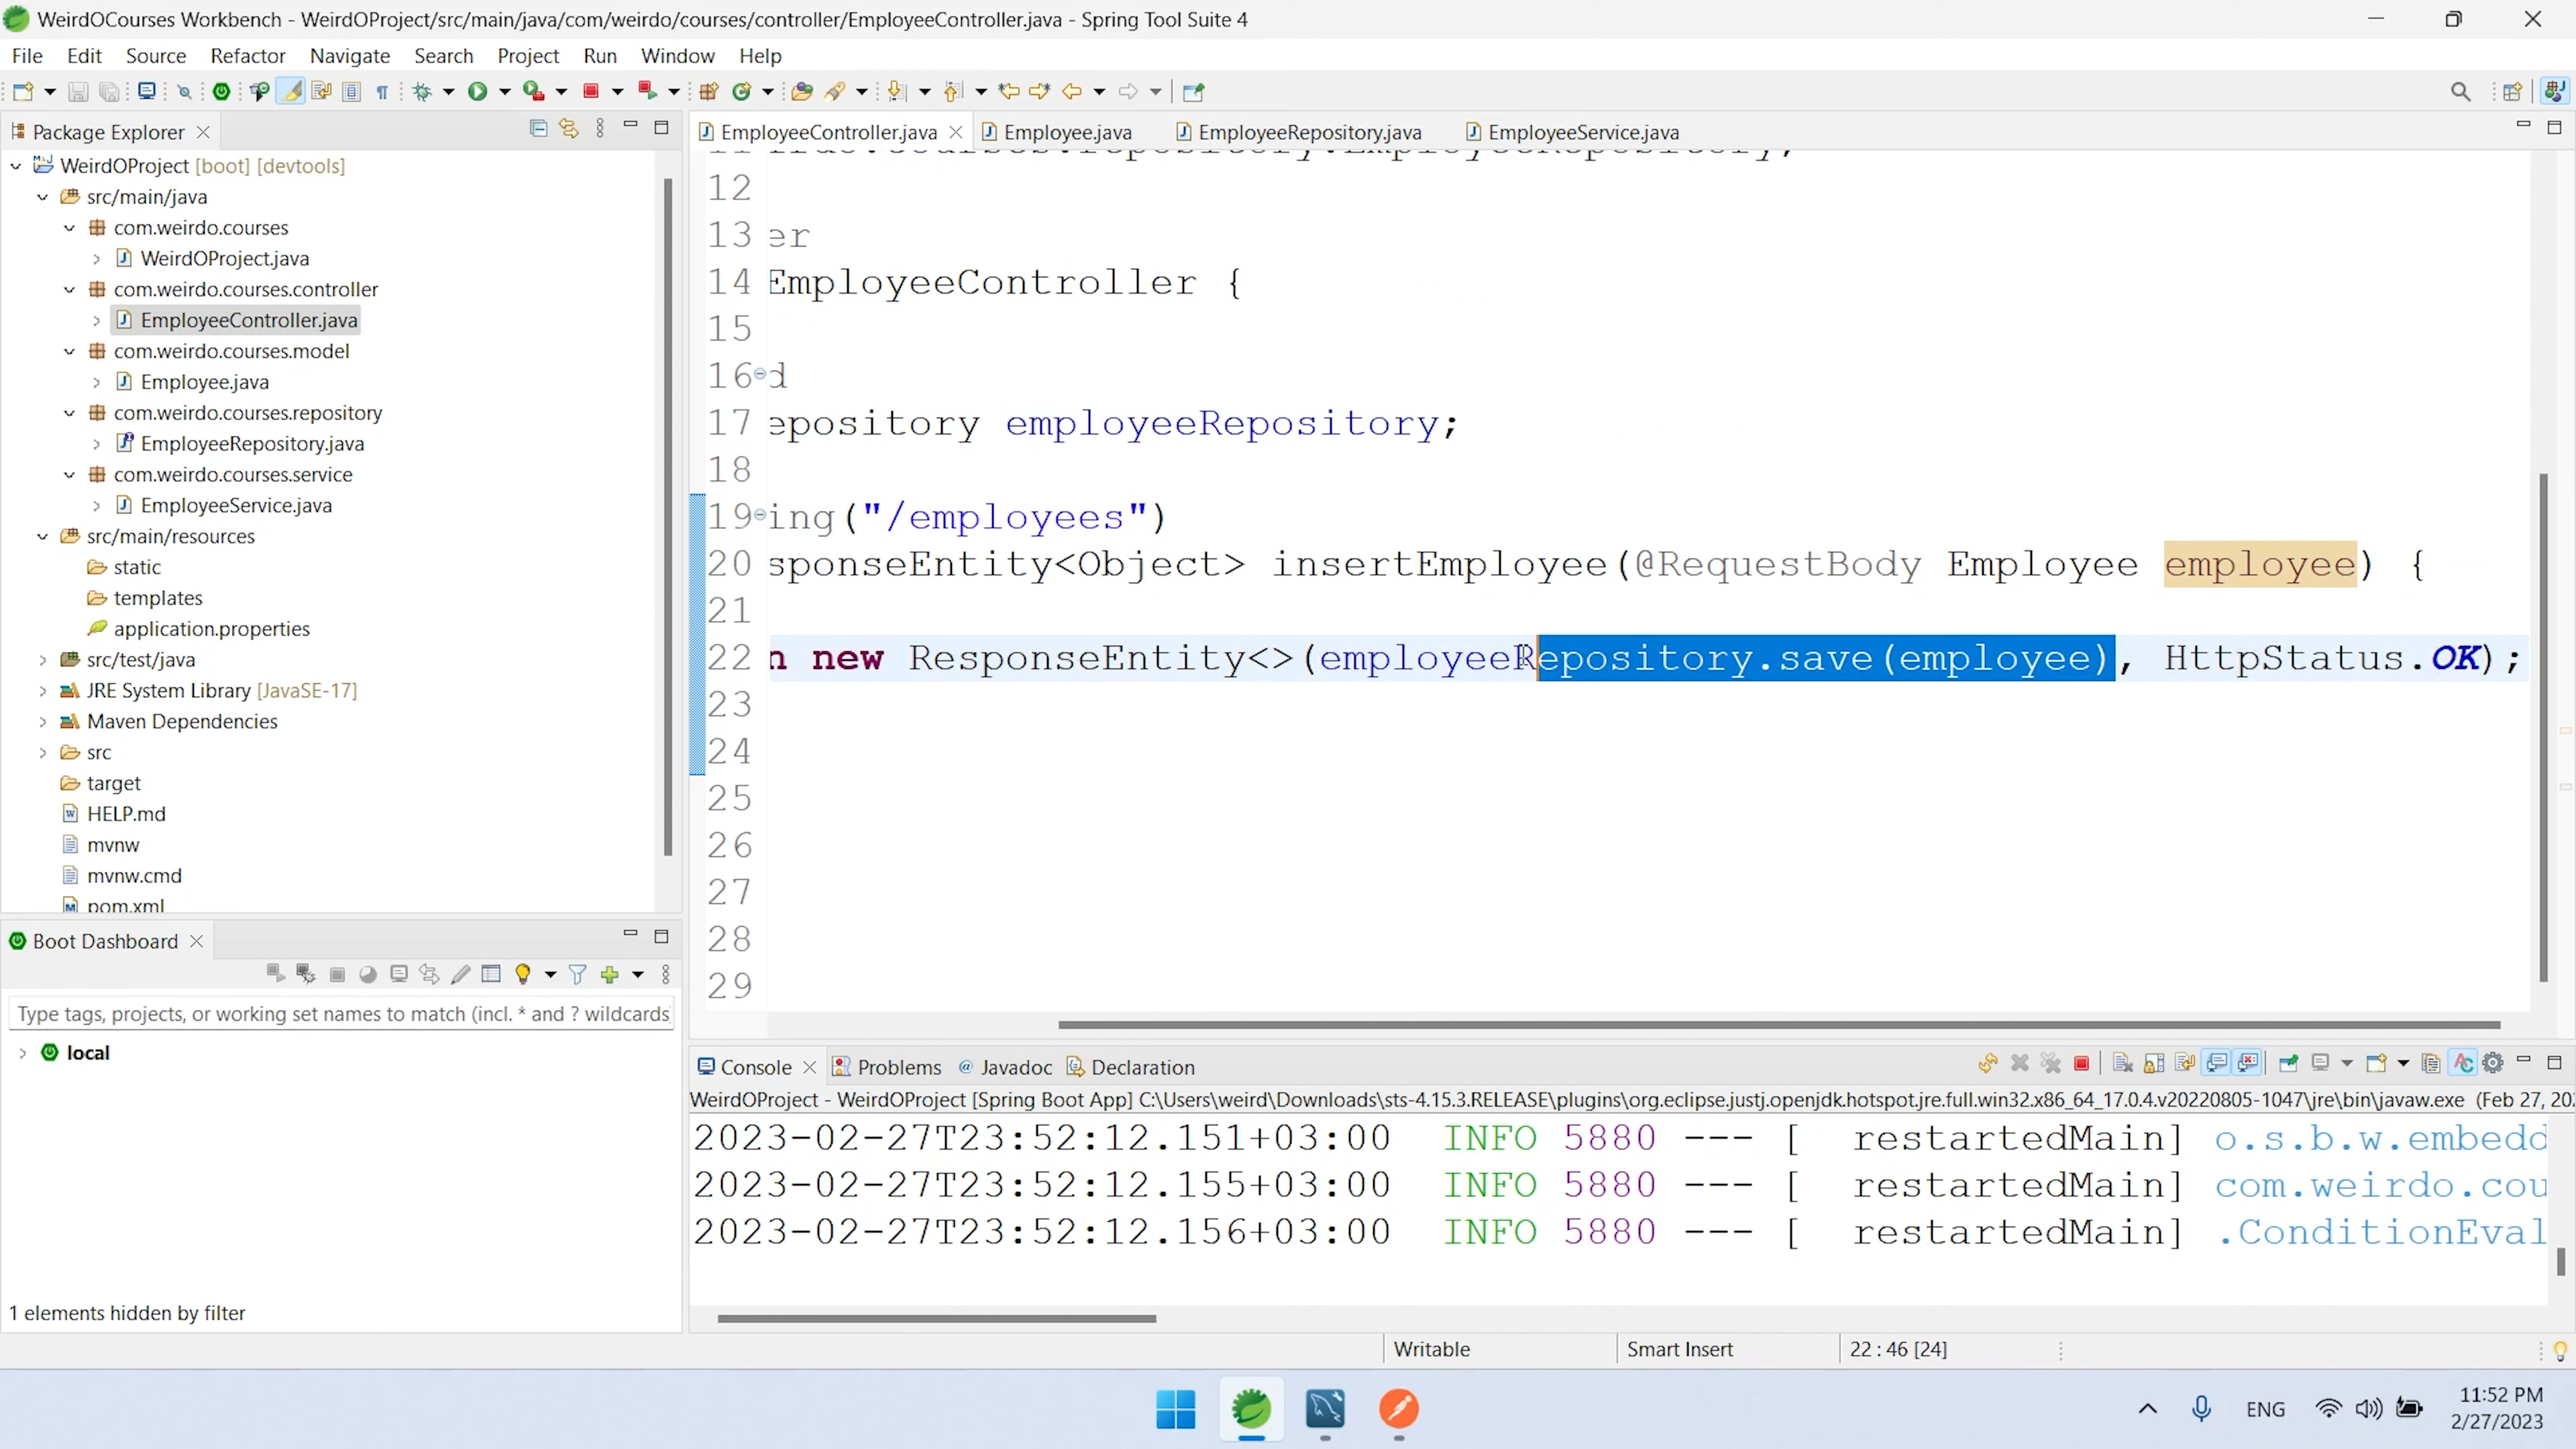 WeirdOCourses Workbench - WeirdOProject/src/main/java/com/weirdo/courses/controller/EmployeeController.java - Spring Tool Suite 4
File Edit Source Refactor Navigate Search Project Run Window Help
Package Explorer
WeirdOProject [boot] [devtools]
src/main/java
com.weirdo.courses
WeirdOProject.java
com.weirdo.courses.controller
EmployeeController.java
com.weirdo.courses.model
Employee.java
com.weirdo.courses.repository
EmployeeRepository.java
com.weirdo.courses.service
EmployeeService.java
src/main/resources
static
templates
application.properties
src/test/java
JRE System Library [JavaSE-17]
Maven Dependencies
src
target
HELP.md
mvnw
mvnw.cmd
pom.xml
Boot Dashboard
Type tags, projects, or working set names to match (incl. * and ? wildcards
local
1 elements hidden by filter
EmployeeController.java Employee.java EmployeeRepository.java EmployeeService.java
12
13 er
14 EmployeeController {
15
16 d
17 epository employeeRepository;
18
19 ing("/employees")
20 sponseEntity<Object> insertEmployee(@RequestBody Employee employee) {
21
22 n new ResponseEntity<>(employeeRepository.save(employee), HttpStatus.OK);
23
24
25
26
27
28
29
Console Problems Javadoc Declaration
WeirdOProject - WeirdOProject [Spring Boot App] C:\Users\weird\Downloads\sts-4.15.3.RELEASE\plugins\org.eclipse.justj.openjdk.hotspot.jre.full.win32.x86_64_17.0.4.v20220805-1047\jre\bin\javaw.exe (Feb 27, 20
2023-02-27T23:52:12.151+03:00 INFO 5880 --- [ restartedMain] o.s.b.w.embedd
2023-02-27T23:52:12.155+03:00 INFO 5880 --- [ restartedMain] com.weirdo.cou
2023-02-27T23:52:12.156+03:00 INFO 5880 --- [ restartedMain] .ConditionEval
Writable Smart Insert 22 : 46 [24]
ENG
11:52 PM
2/27/2023